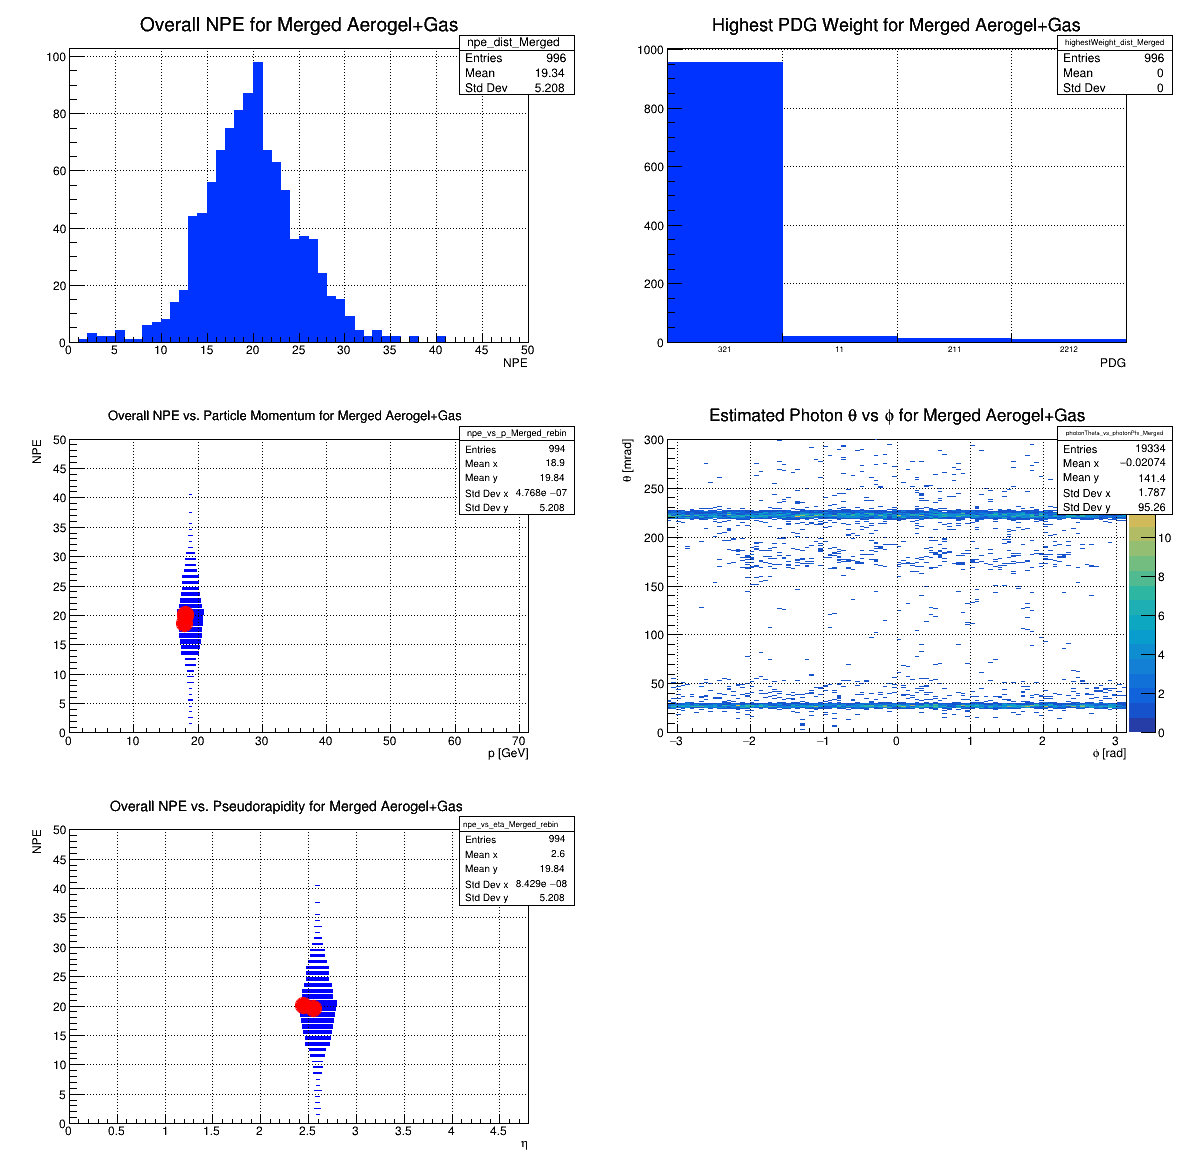 Overall NPE for Merged Aerogel+Gas
npe_dist_Merged
Entries 996
Mean 19.34
Std Dev 5.208
100
80
60
40
20
0
0 5 10 15 20 25 30 35 40 45 50
NPE
Highest PDG Weight for Merged Aerogel+Gas
highestWeight_dist_Merged
Entries 996
Mean 0
Std Dev 0
1000
800
600
400
200
0
321 11 211 2212
PDG
Overall NPE vs. Particle Momentum for Merged Aerogel+Gas
npe_vs_p_Merged_rebin
Entries 994
Mean x 18.9
Mean y 19.84
Std Dev x 4.768e −07
Std Dev y 5.208
NPE
50
45
40
35
30
25
20
15
10
5
0
0 10 20 30 40 50 60 70
p [GeV]
Estimated Photon θ vs ϕ for Merged Aerogel+Gas
photonTheta_vs_photonPhi_Merged
Entries 19334
Mean x −0.02074
Mean y 141.4
Std Dev x 1.787
Std Dev y 95.26
θ [mrad]
300
250
200
150
100
50
0
−3 −2 −1 0 1 2 3
ϕ [rad]
10
8
6
4
2
0
Overall NPE vs. Pseudorapidity for Merged Aerogel+Gas
npe_vs_eta_Merged_rebin
Entries 994
Mean x 2.6
Mean y 19.84
Std Dev x 8.429e −08
Std Dev y 5.208
NPE
50
45
40
35
30
25
20
15
10
5
0
0 0.5 1 1.5 2 2.5 3 3.5 4 4.5
η